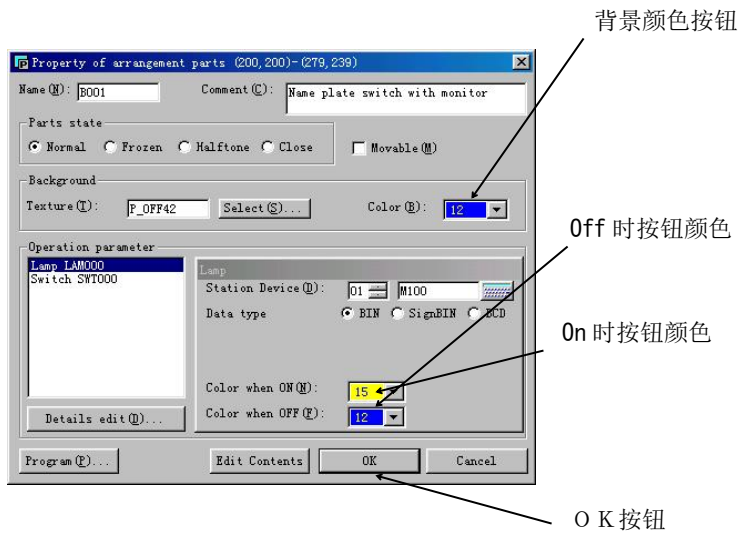 背景颜色按钮
Property of arrangement parts (200,200)-(279,239)
Name(N): B001 Comment(C): Name plate switch with monitor
Parts state
Normal Frozen Halftone Close Movable(M)
Background
Texture(T): P_OFF42 Select(S)... Color(B): 12
Off 时按钮颜色
Operation parameter
Lamp LAM000
Switch SWT000
Lamp
Station Device(D): 01 M100
Data type BIN SignBIN BCD
On 时按钮颜色
Color when ON(N): 15
Color when OFF(F): 12
Details edit(D)...
Program(P)... Edit Contents OK Cancel
ＯＫ按钮